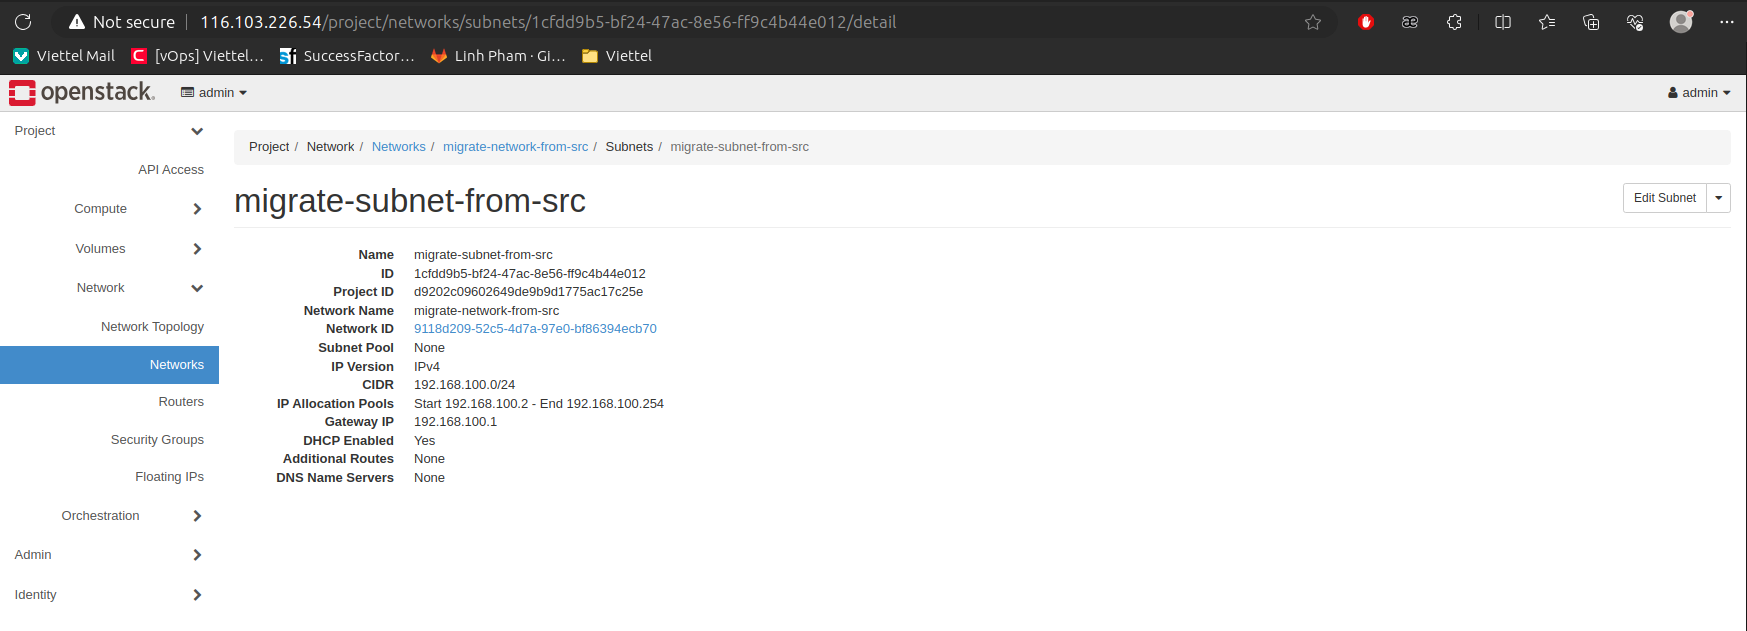 Not secure 116.103.226.54/project/networks/subnets/1cfdd9b5-bf24-47ac-8e56-ff9c4b44e012/detail
Viettel Mail [vOps] Viettel... SuccessFactor... Linh Pham · Gi... Viettel
openstack. admin admin
Project
API Access
Compute
Volumes
Network
Network Topology
Networks
Routers
Security Groups
Floating IPs
Orchestration
Admin
Identity
Project / Network / Networks / migrate-network-from-src / Subnets / migrate-subnet-from-src
migrate-subnet-from-src
Edit Subnet
Name migrate-subnet-from-src
ID 1cfdd9b5-bf24-47ac-8e56-ff9c4b44e012
Project ID d9202c09602649de9b9d1775ac17c25e
Network Name migrate-network-from-src
Network ID 9118d209-52c5-4d7a-97e0-bf86394ecb70
Subnet Pool None
IP Version IPv4
CIDR 192.168.100.0/24
IP Allocation Pools Start 192.168.100.2 - End 192.168.100.254
Gateway IP 192.168.100.1
DHCP Enabled Yes
Additional Routes None
DNS Name Servers None